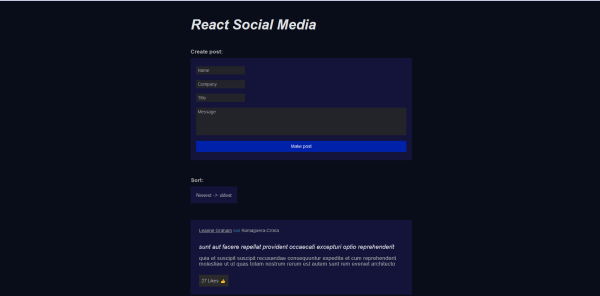 React Social Media
Create post:
Name
Company
Title
Message
Make post
Sort:
Newest -> oldest
Leanne Graham from Romaguera-Crona
sunt aut facere repellat provident occaecati excepturi optio reprehenderit
quia et suscipit suscipit recusandae consequuntur expedita et cum reprehenderit
molestiae ut ut quas totam nostrum rerum est autem sunt rem eveniet architecto
27 Likes 👍